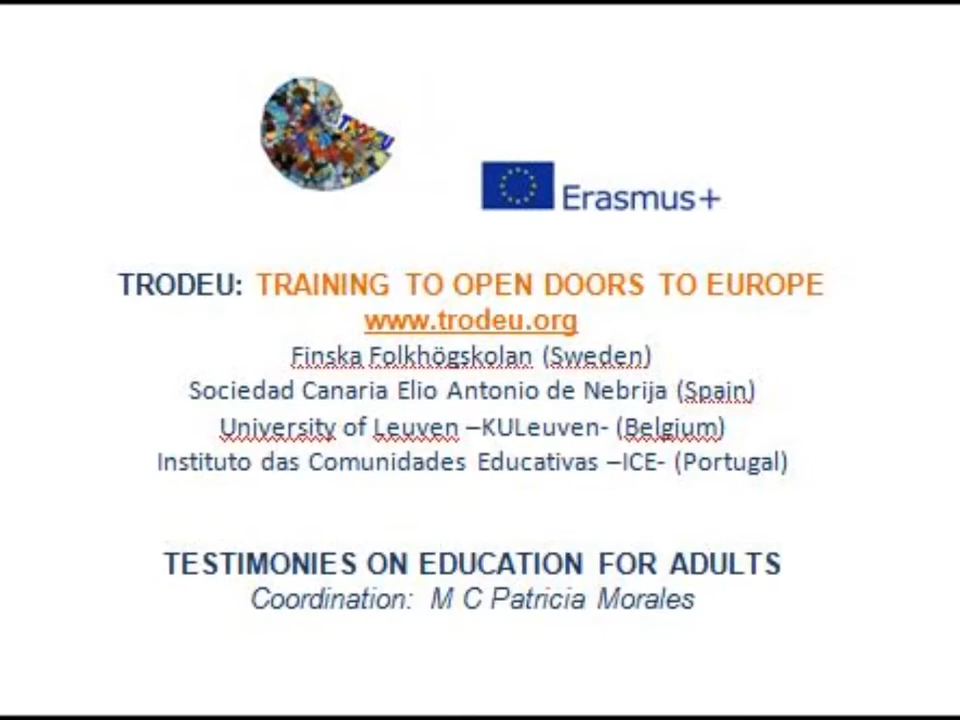 TRODEU
Erasmus+
TRODEU: TRAINING TO OPEN DOORS TO EUROPE
www.trodeu.org
Finska Folkhögskolan (Sweden)
Sociedad Canaria Elio Antonio de Nebrija (Spain)
University of Leuven –KULeuven- (Belgium)
Instituto das Comunidades Educativas –ICE- (Portugal)
TESTIMONIES ON EDUCATION FOR ADULTS
Coordination: M C Patricia Morales